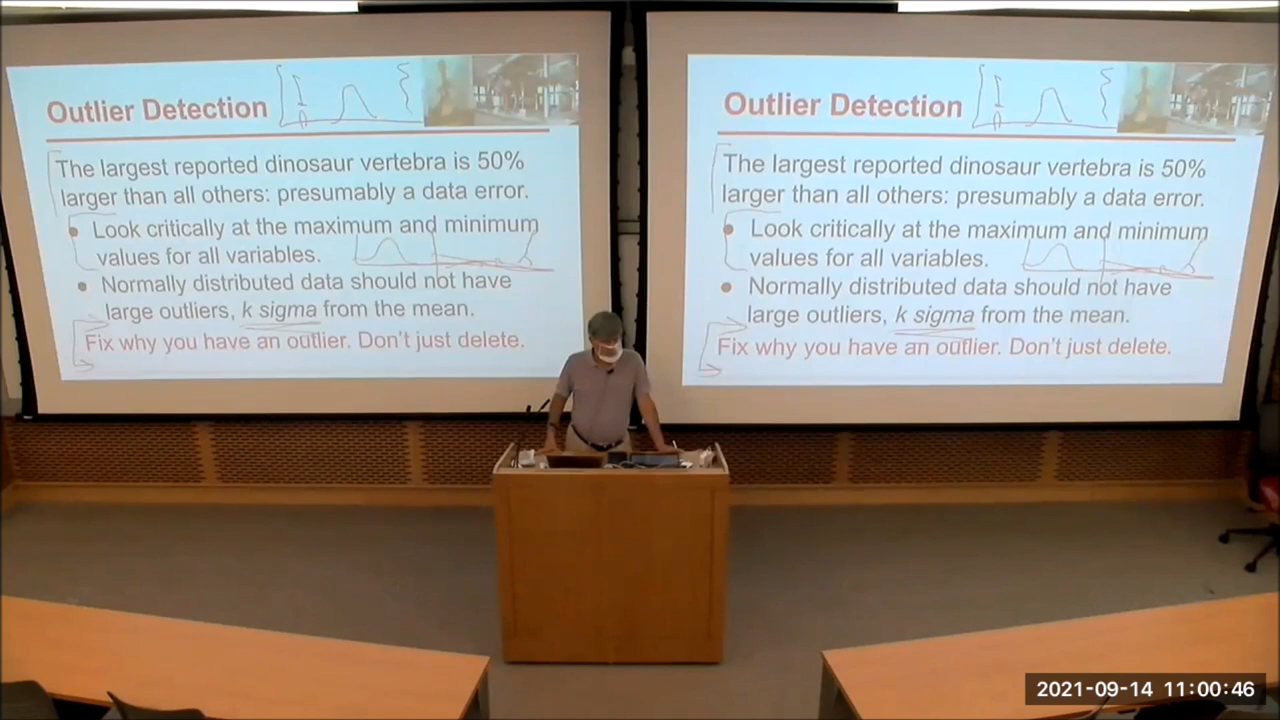 Outlier Detection
The largest reported dinosaur vertebra is 50%
larger than all others: presumably a data error.
Look critically at the maximum and minimum
values for all variables.
Normally distributed data should not have
large outliers, k sigma from the mean.
Fix why you have an outlier. Don't just delete.
Outlier Detection
The largest reported dinosaur vertebra is 50%
larger than all others: presumably a data error.
Look critically at the maximum and minimum
values for all variables.
Normally distributed data should not have
large outliers, k sigma from the mean.
Fix why you have an outlier. Don't just delete.
2021-09-14 11:00:46